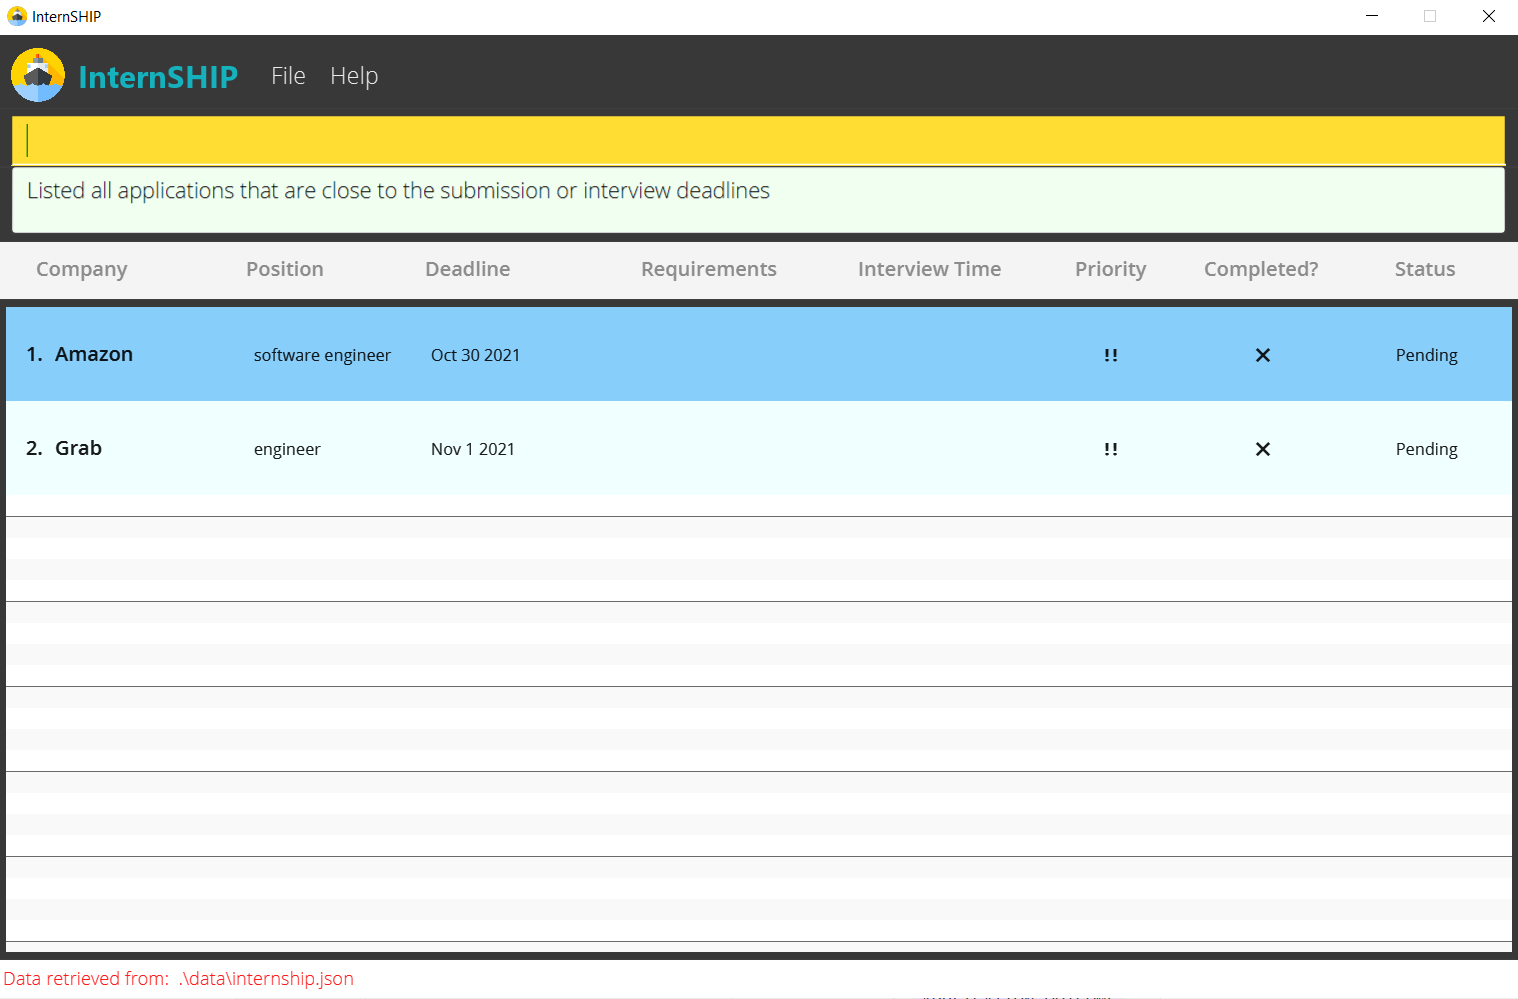 InternSHIP
InternSHIP File Help
Listed all applications that are close to the submission or interview deadlines
Company Position Deadline Requirements Interview Time Priority Completed? Status
1. Amazon software engineer Oct 30 2021 !! ✕ Pending
2. Grab engineer Nov 1 2021 !! ✕ Pending
Data retrieved from: .\data\internship.json